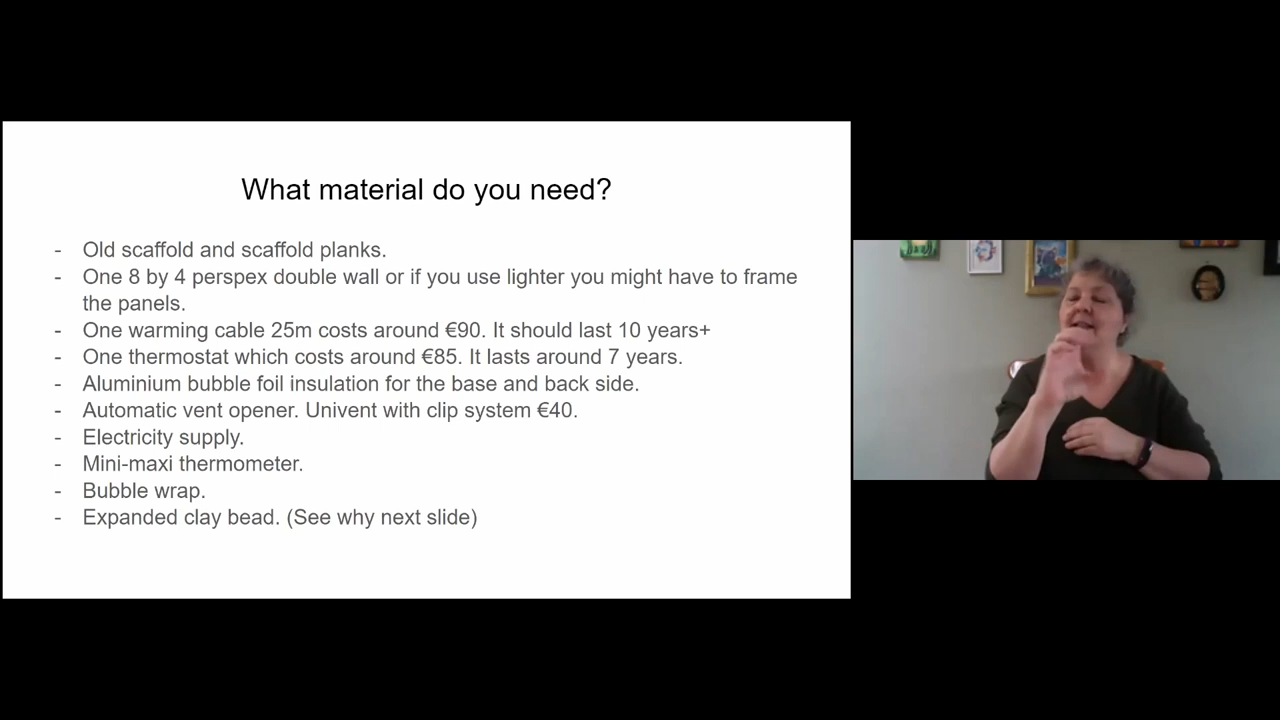 What material do you need?
- Old scaffold and scaffold planks.
- One 8 by 4 perspex double wall or if you use lighter you might have to frame
the panels.
- One warming cable 25m costs around €90. It should last 10 years+
- One thermostat which costs around €85. It lasts around 7 years.
- Aluminium bubble foil insulation for the base and back side.
- Automatic vent opener. Univent with clip system €40.
- Electricity supply.
- Mini-maxi thermometer.
- Bubble wrap.
- Expanded clay bead. (See why next slide)